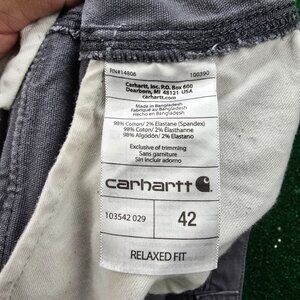 RN#14806 100390
Carhartt, Inc. P.O. Box 600
Dearborn, MI 48121 USA
carhartt.com
Made in Bangladesh
Fabriqué au Bangladesh
Hecho en Bangladesh
98% Cotton/ 2% Elastane (Spandex)
98% Coton/ 2% Élasthanne
98% Algodón/ 2% Elastano
Exclusive of trimming
Sans garniture
Sin incluir adorno
carhartt
103542 029 42
RELAXED FIT